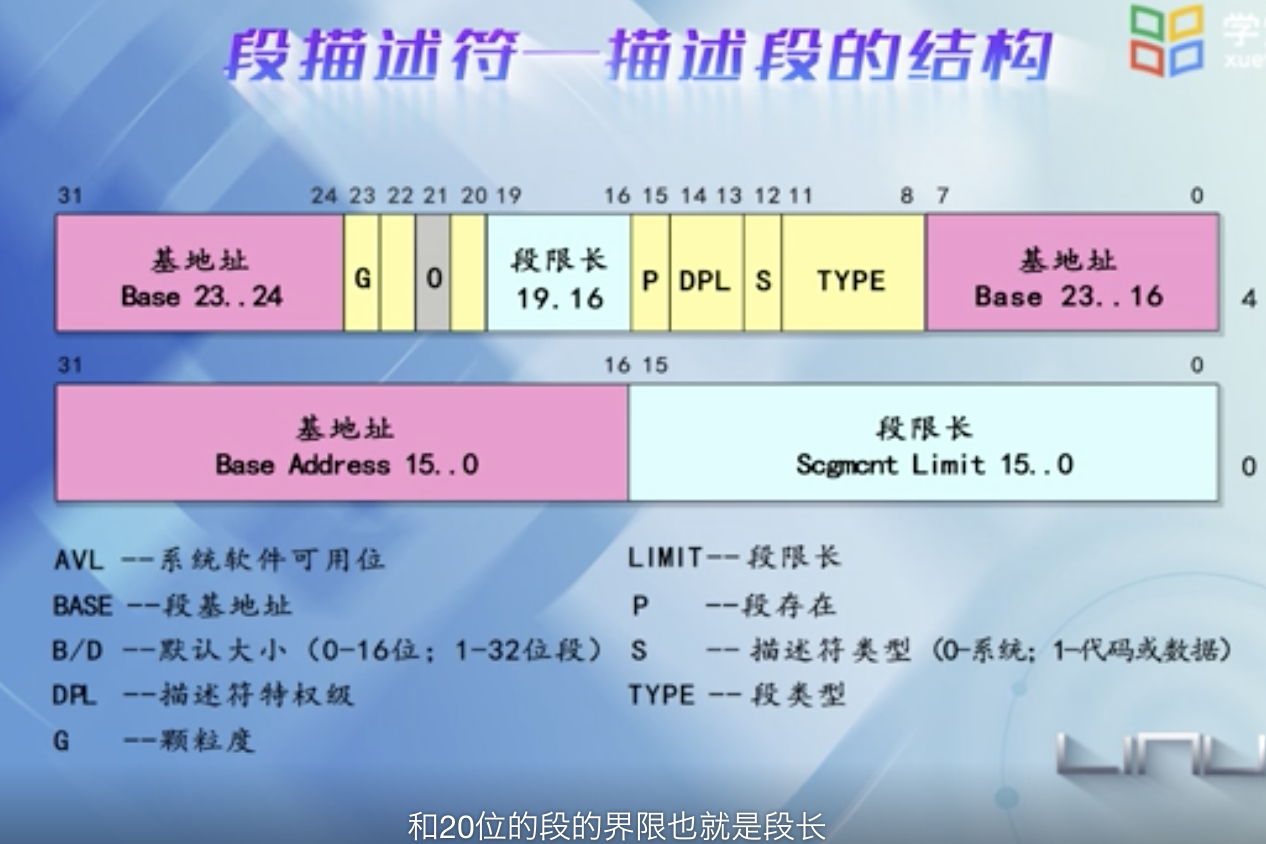 段描述符—描述段的结构
31 24 23 22 21 20 19 16 15 14 13 12 11 8 7 0
基地址 段限长 基地址
Base 23..24 G 0 19.16 P DPL S TYPE Base 23..16 4
31 16 15 0
基地址 段限长
Base Address 15..0 Scgmcnt Limit 15..0 0
AVL --系统软件可用位 LIMIT--段限长
BASE --段基地址 P --段存在
B/D --默认大小（0-16位；1-32位段） S -- 描述符类型（0-系统；1-代码或数据）
DPL --描述符特权级 TYPE -- 段类型
G --颗粒度
和20位的段的界限也就是段长